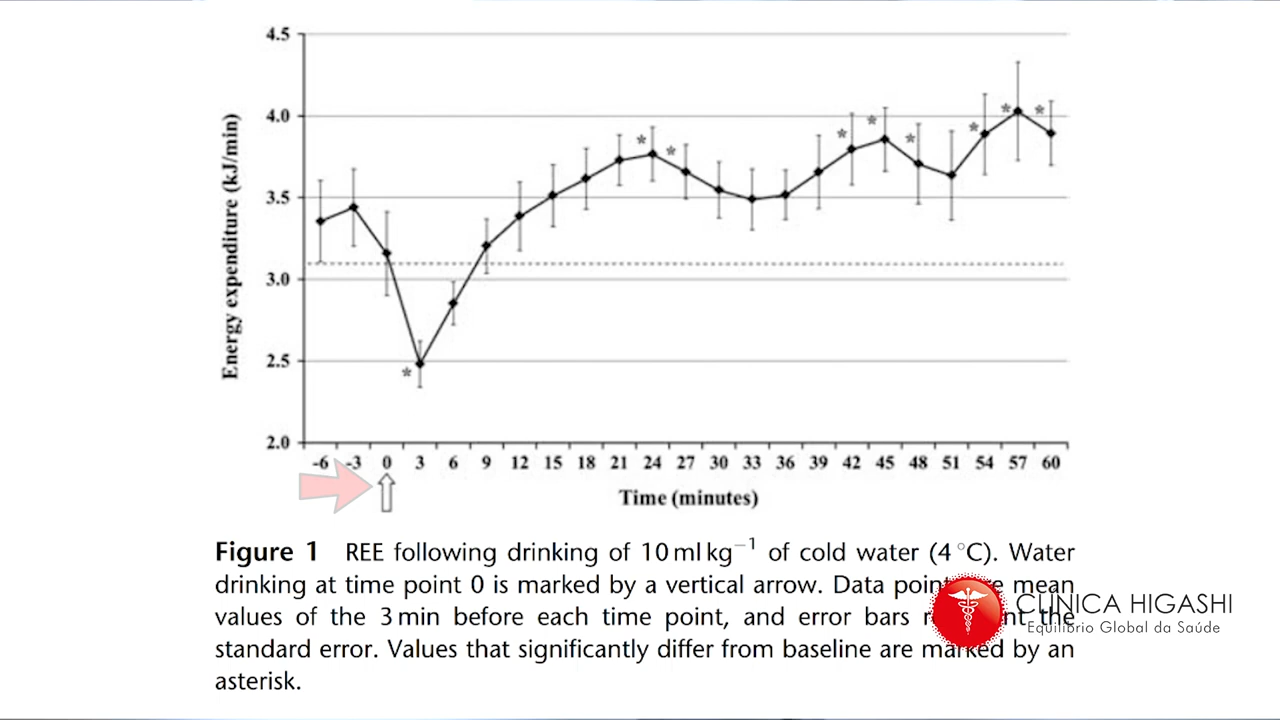 4.5
4.0
3.5
3.0
2.5
2.0
Energy expenditure (kJ/min)
* * * * * * * * * *
-6 -3 0 3 6 9 12 15 18 21 24 27 30 33 36 39 42 45 48 51 54 57 60
Time (minutes)
Figure 1 REE following drinking of 10 ml kg⁻¹ of cold water (4 °C). Water
drinking at time point 0 is marked by a vertical arrow. Data mean
values of the 3 min before each time point, and error bars the
standard error. Values that significantly differ from baseline are marked by an
asterisk.
CLINICA HIGASHI
Equilíbrio Global da Saúde